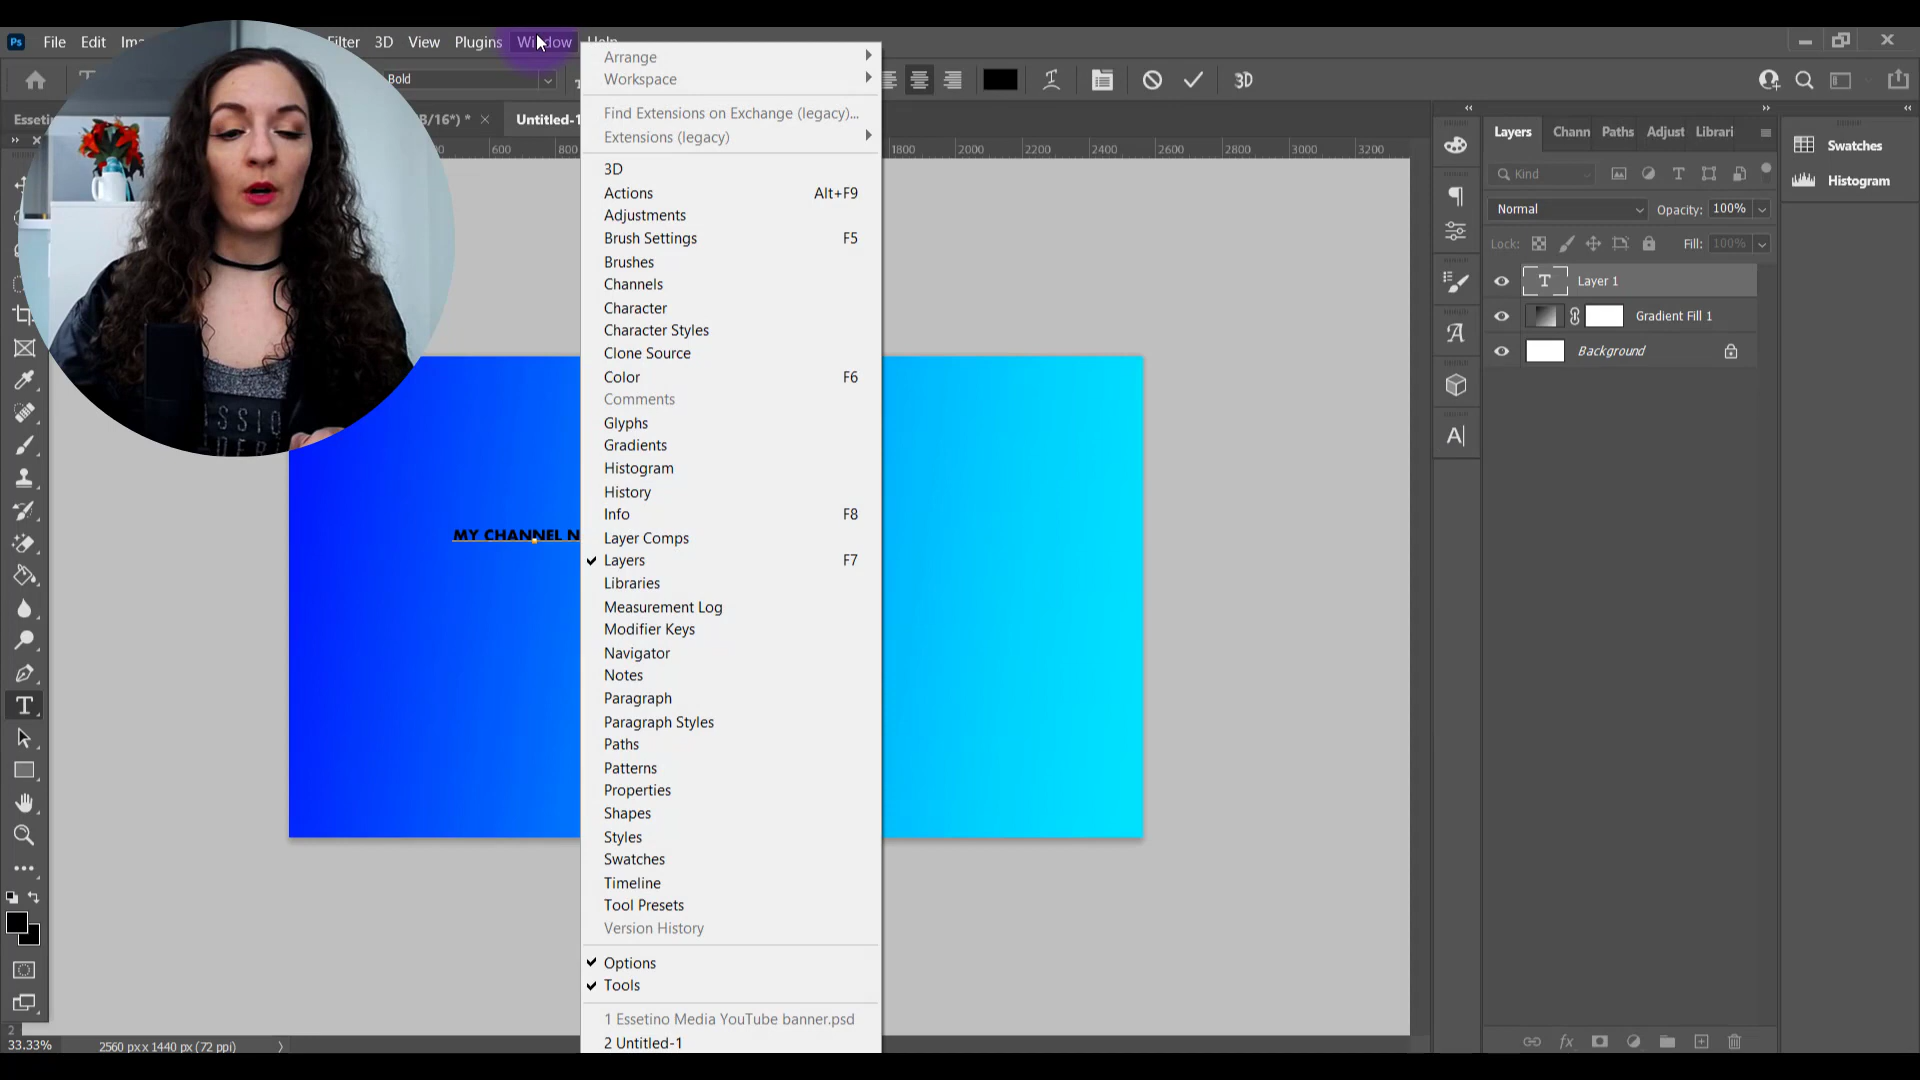 Ps File Edit Filter 3D View Plugins Window Help
Bold
3D
B/16*) * × Untitled-1
600 800 1800 2000 2200 2400 2600 2800 3000 3200
Arrange
Workspace
Find Extensions on Exchange (legacy)...
Extensions (legacy)
3D
Actions Alt+F9
Adjustments
Brush Settings F5
Brushes
Channels
Character
Character Styles
Clone Source
Color F6
Comments
Glyphs
Gradients
Histogram
History
Info F8
Layer Comps
Layers F7
Libraries
Measurement Log
Modifier Keys
Navigator
Notes
Paragraph
Paragraph Styles
Paths
Patterns
Properties
Shapes
Styles
Swatches
Timeline
Tool Presets
Version History
Options
Tools
1 Essetino Media YouTube banner.psd
2 Untitled-1
MY CHANNEL N
Layers Chann Paths Adjust Librari
Kind
Normal Opacity: 100%
Lock: Fill: 100%
T Layer 1
Gradient Fill 1
Background
Swatches
Histogram
2
33.33% 2560 px x 1440 px (72 ppi)